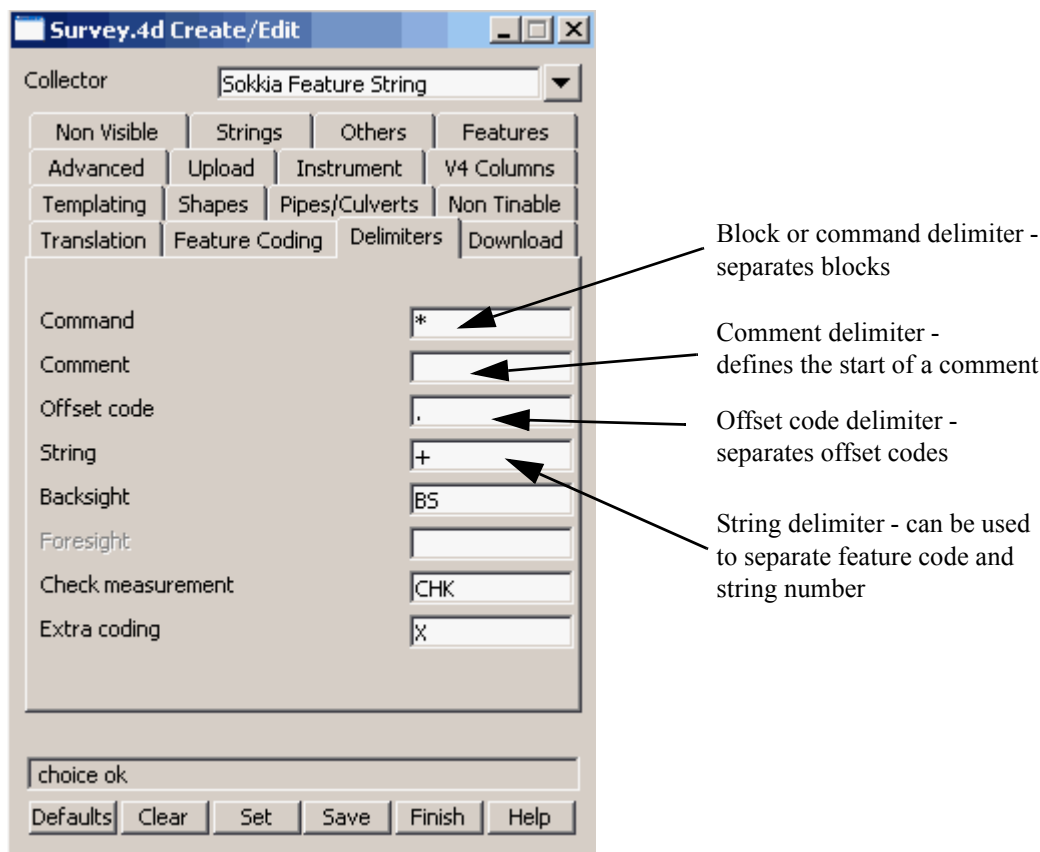 Survey.4d Create/Edit
Collector
Sokkia Feature String
Non Visible
Strings
Others
Features
Advanced
Upload
Instrument
V4 Columns
Templating
Shapes
Pipes/Culverts
Non Tinable
Translation
Feature Coding
Delimiters
Download
Command
*
Comment
Offset code
.
String
+
Backsight
BS
Foresight
Check measurement
CHK
Extra coding
X
choice ok
Defaults
Clear
Set
Save
Finish
Help
Block or command delimiter -
separates blocks
Comment delimiter -
defines the start of a comment
Offset code delimiter -
separates offset codes
String delimiter - can be used
to separate feature code and
string number